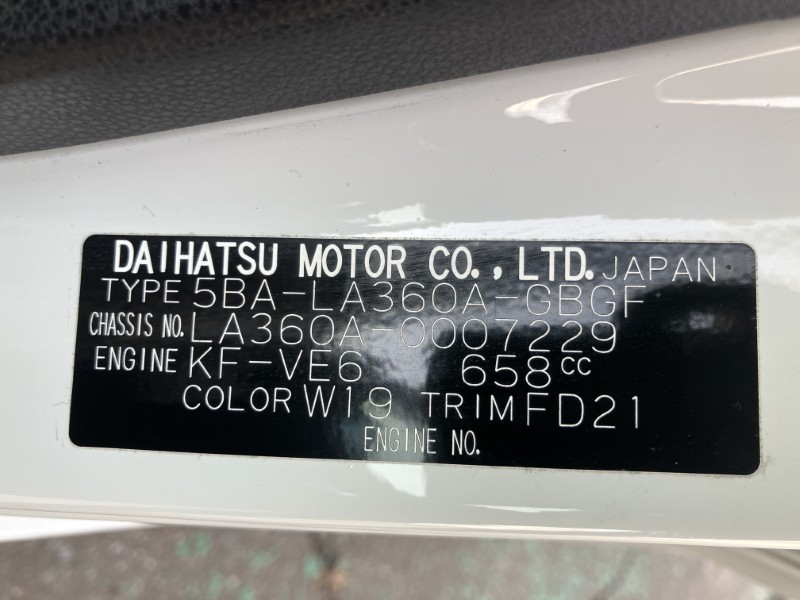 DAIHATSU MOTOR CO., LTD. JAPAN
TYPE 5BA-LA360A-GBGF
CHASSIS NO. LA360A-0007229
ENGINE KF-VE6 658cc
COLOR W19 TRIM FD21
ENGINE NO.